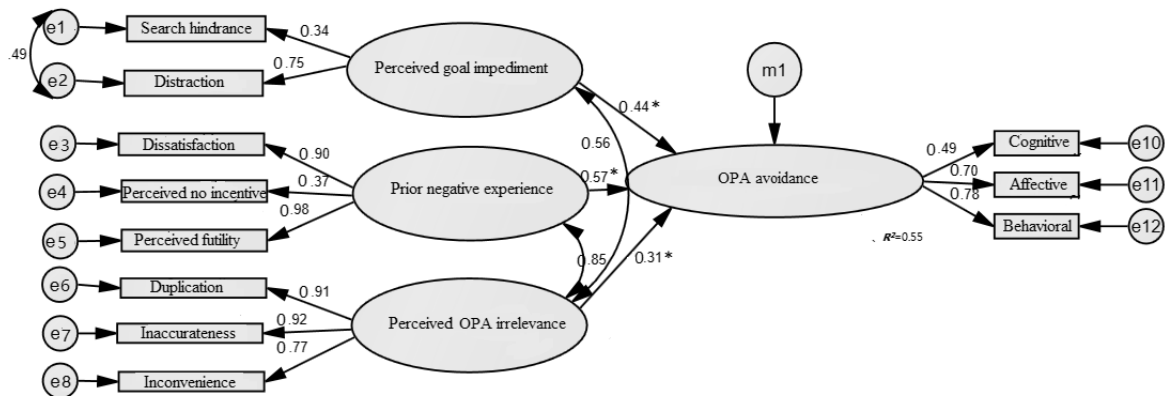 e1
Search hindrance
0.34
.49
e2
Distraction
0.75
Perceived goal impediment
m1
0.44*
e3
Dissatisfaction
0.90
0.56
e4
Perceived no incentive
0.37
Prior negative experience
0.57*
OPA avoidance
0.98
e5
Perceived futility
0.49
Cognitive
e10
0.70
Affective
e11
0.78
Behavioral
e12
R²=0.55
0.85
0.31*
e6
Duplication
0.91
e7
Inaccurateness
0.92
Perceived OPA irrelevance
0.77
e8
Inconvenience